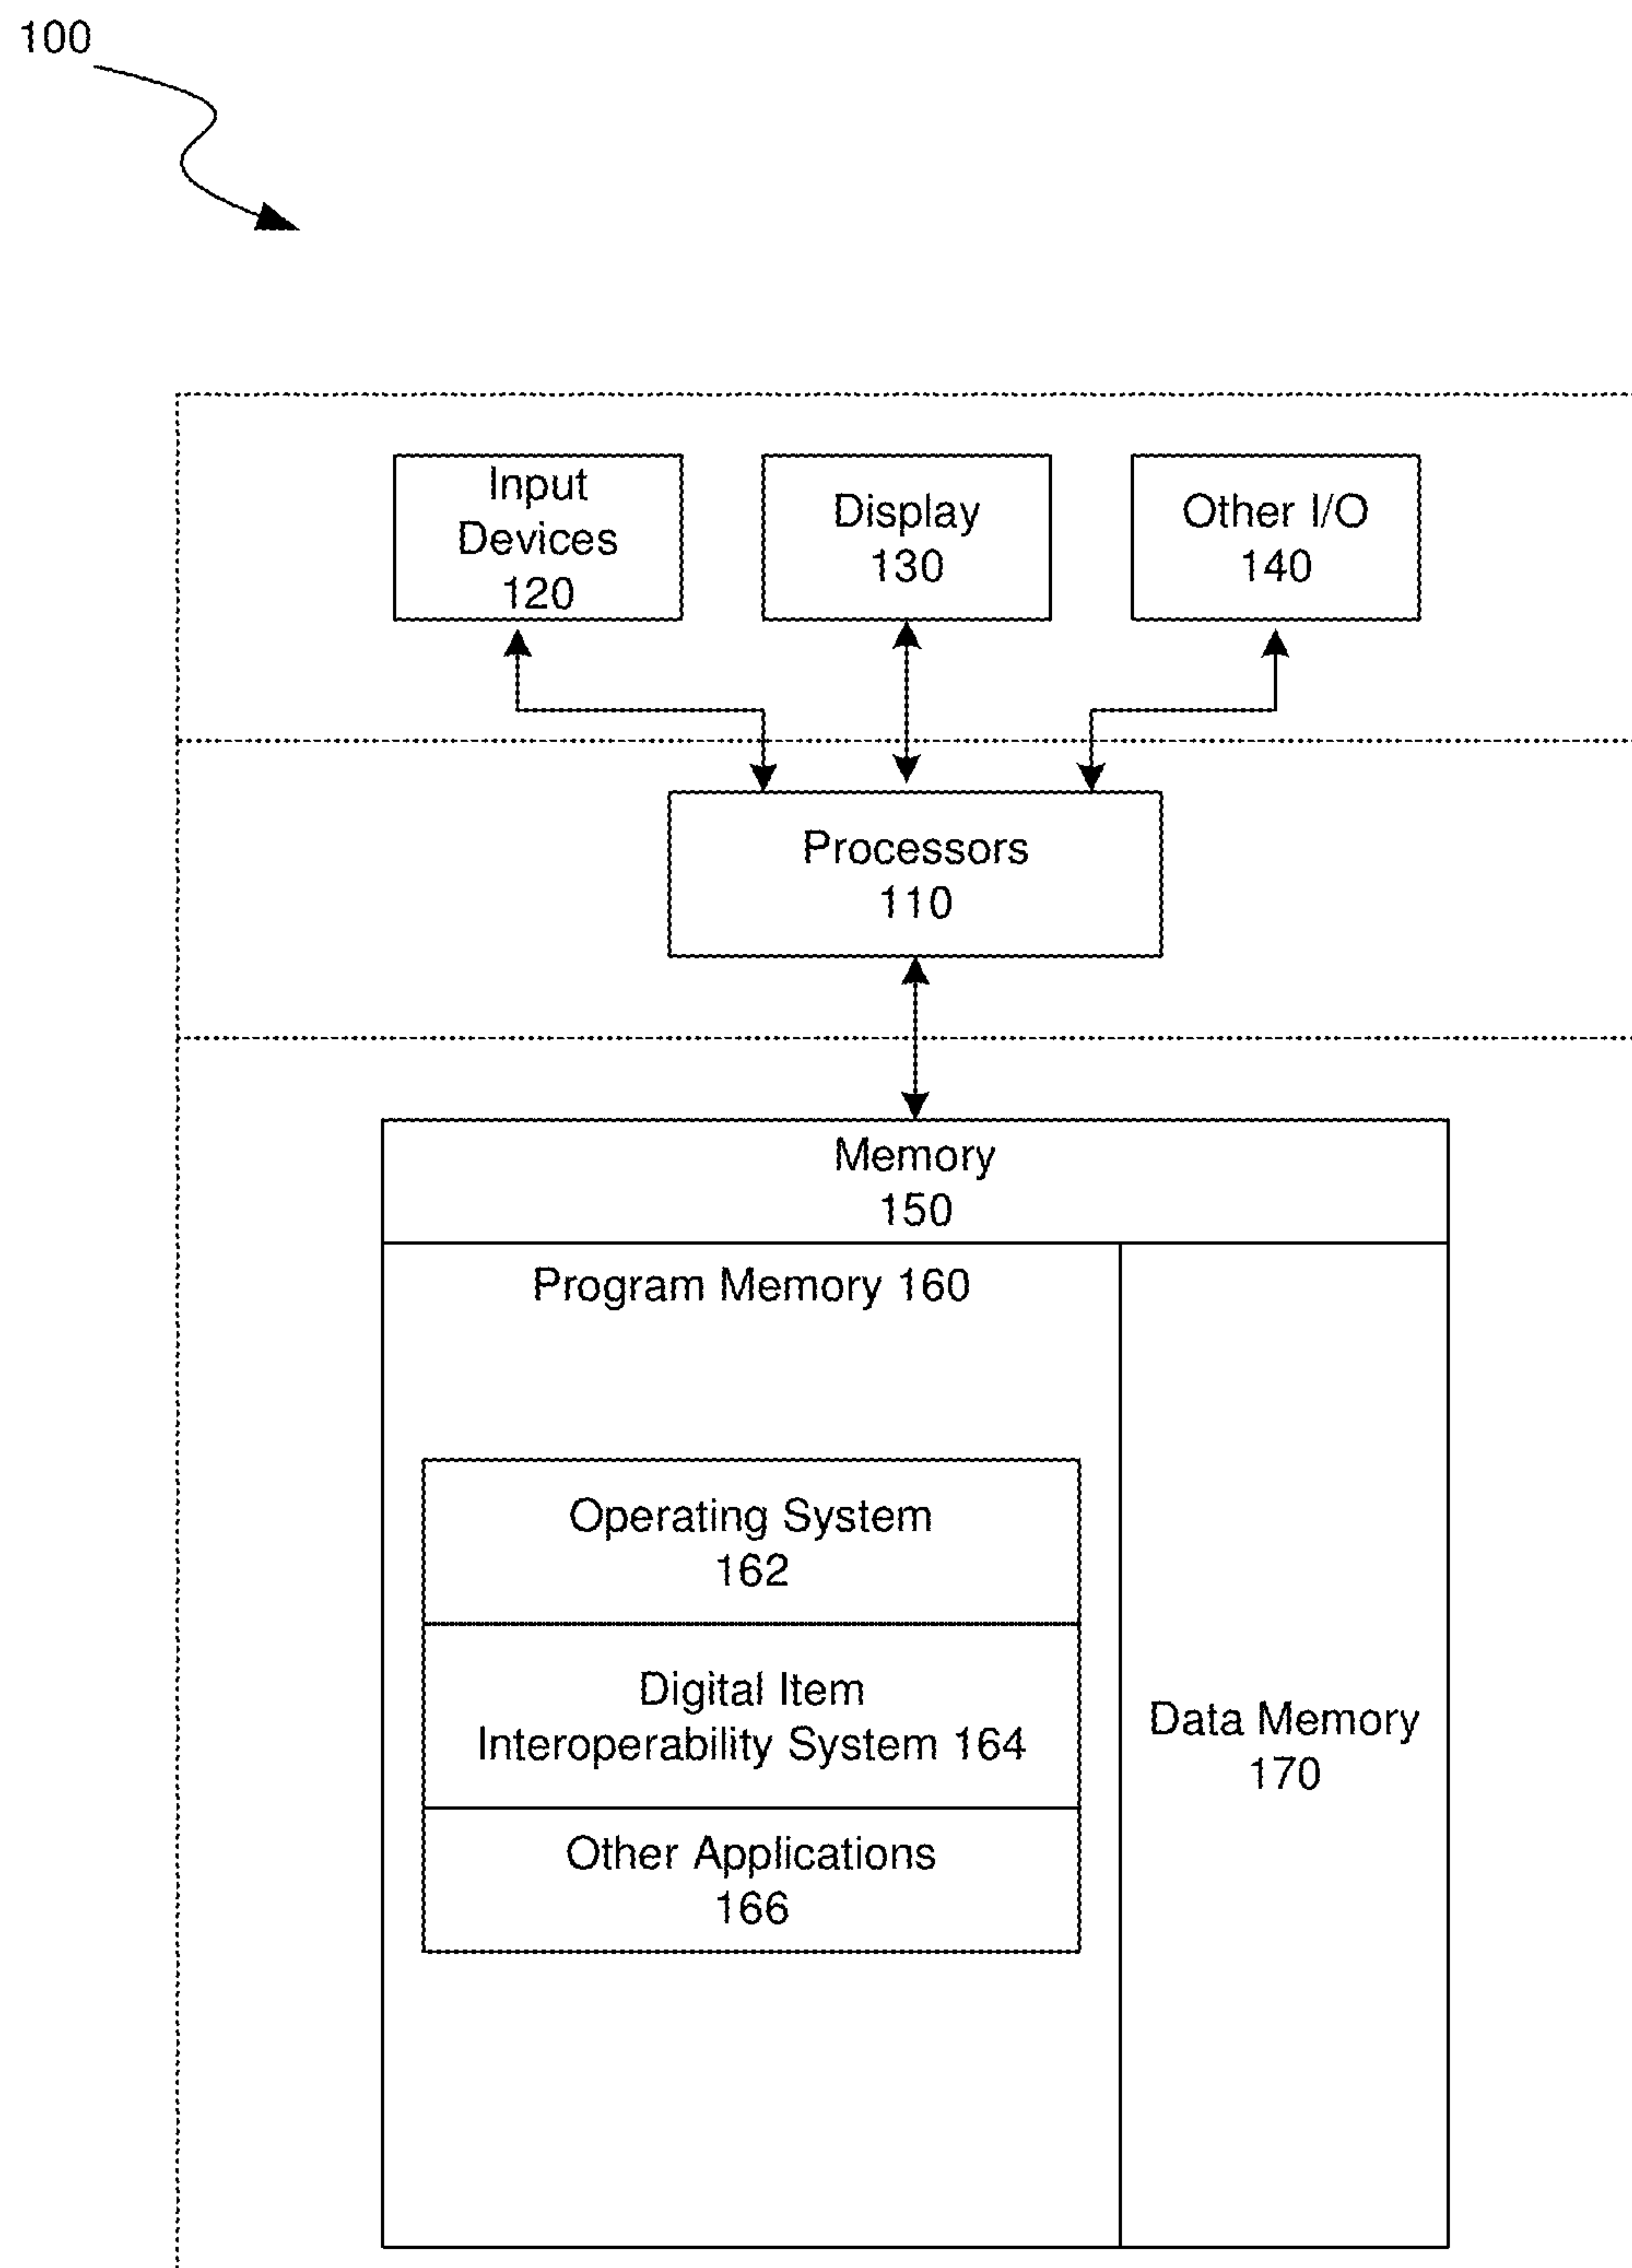 100
Input
Devices
120
Display
130
Other I/O
140
Processors
110
Memory
150
Program Memory 160
Operating System
162
Digital Item
Interoperability System 164
Other Applications
166
Data Memory
170